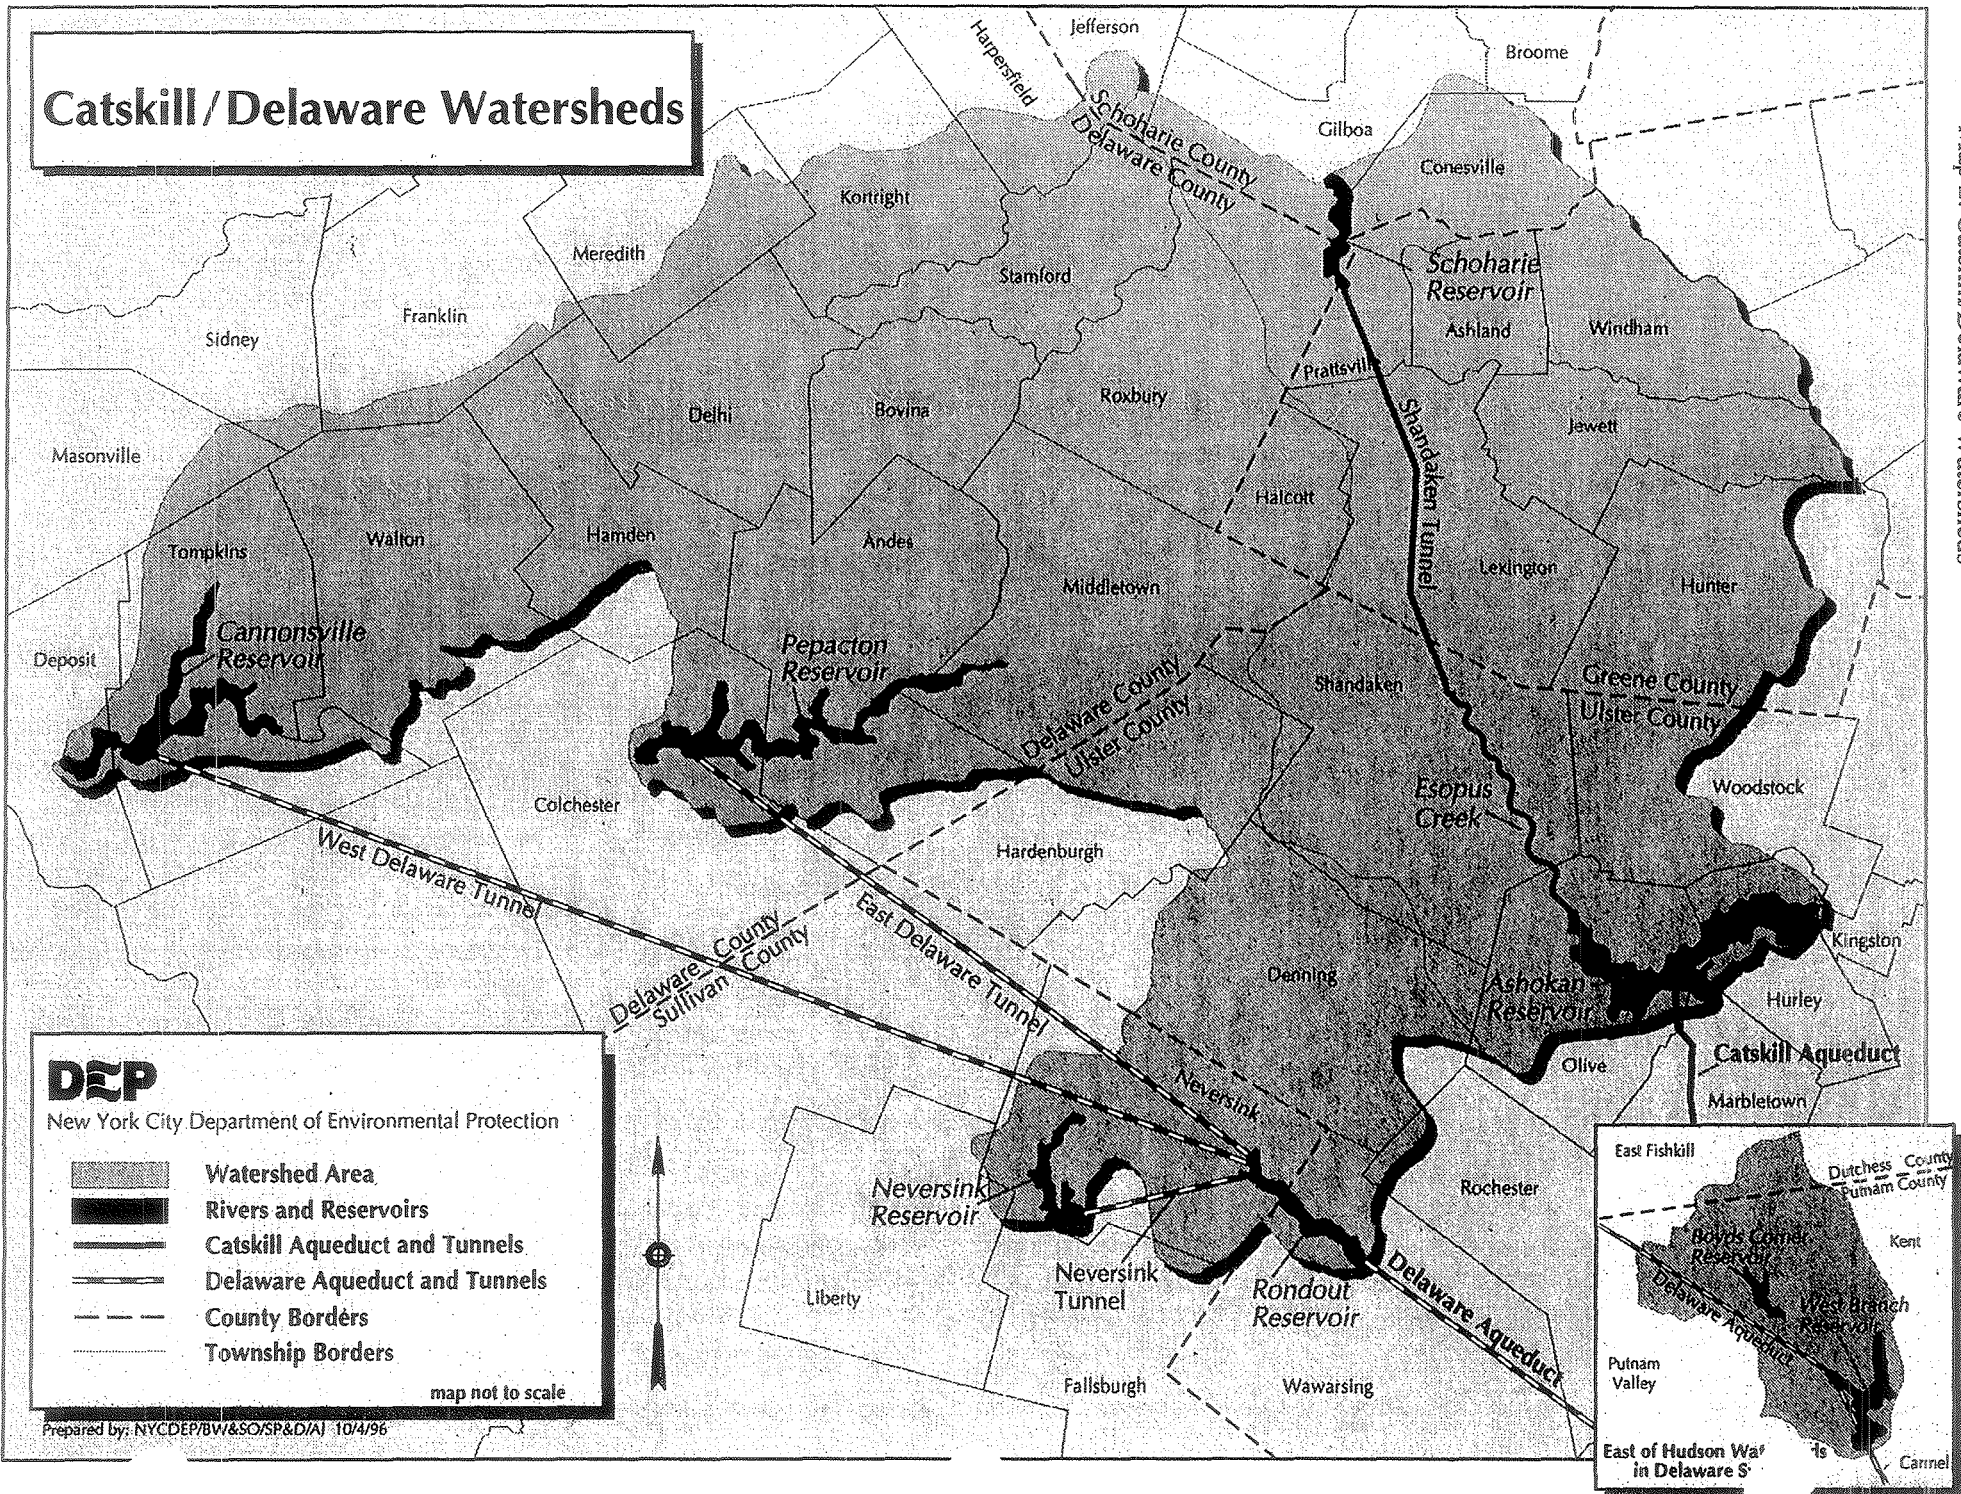 Catskill/Delaware Watersheds
Jefferson
Harpersfield
Broome
Gilboa
Schoharie County
Delaware County
Conesville
Kortright
Meredith
Stamford
Schoharie
Reservoir
Franklin
Sidney
Ashland
Windham
Prattsville
Roxbury
Bovina
Delhi
Jewett
Masonville
Shandaken Tunnel
Halcott
Hamden
Walton
Andes
Tompkins
Lexington
Hunter
Middletown
Cannonsville
Reservoir
Pepacton
Reservoir
Deposit
Delaware County
Ulster County
Shandaken
Greene County
Ulster County
Woodstock
Esopus
Creek
Colchester
Hardenburgh
West Delaware Tunnel
East Delaware Tunnel
Delaware County
Sullivan County
Kingston
Denning
Ashokan
Reservoir
Hurley
Olive
Catskill Aqueduct
Marbletown
Neversink
Neversink
Reservoir
Rochester
Neversink
Tunnel
Rondout
Reservoir
Delaware Aqueduct
Liberty
Fallsburgh
Wawarsing
DEP
New York City Department of Environmental Protection
Watershed Area
Rivers and Reservoirs
Catskill Aqueduct and Tunnels
Delaware Aqueduct and Tunnels
County Borders
Township Borders
map not to scale
Prepared by: NYCDEP/BW&SO/SP&D/AJ 10/4/96
East Fishkill
Dutchess County
Putnam County
Boyds Corner
Reservoir
Kent
Delaware Aqueduct
West Branch
Reservoir
Putnam
Valley
East of Hudson
in Delaware
Carmel